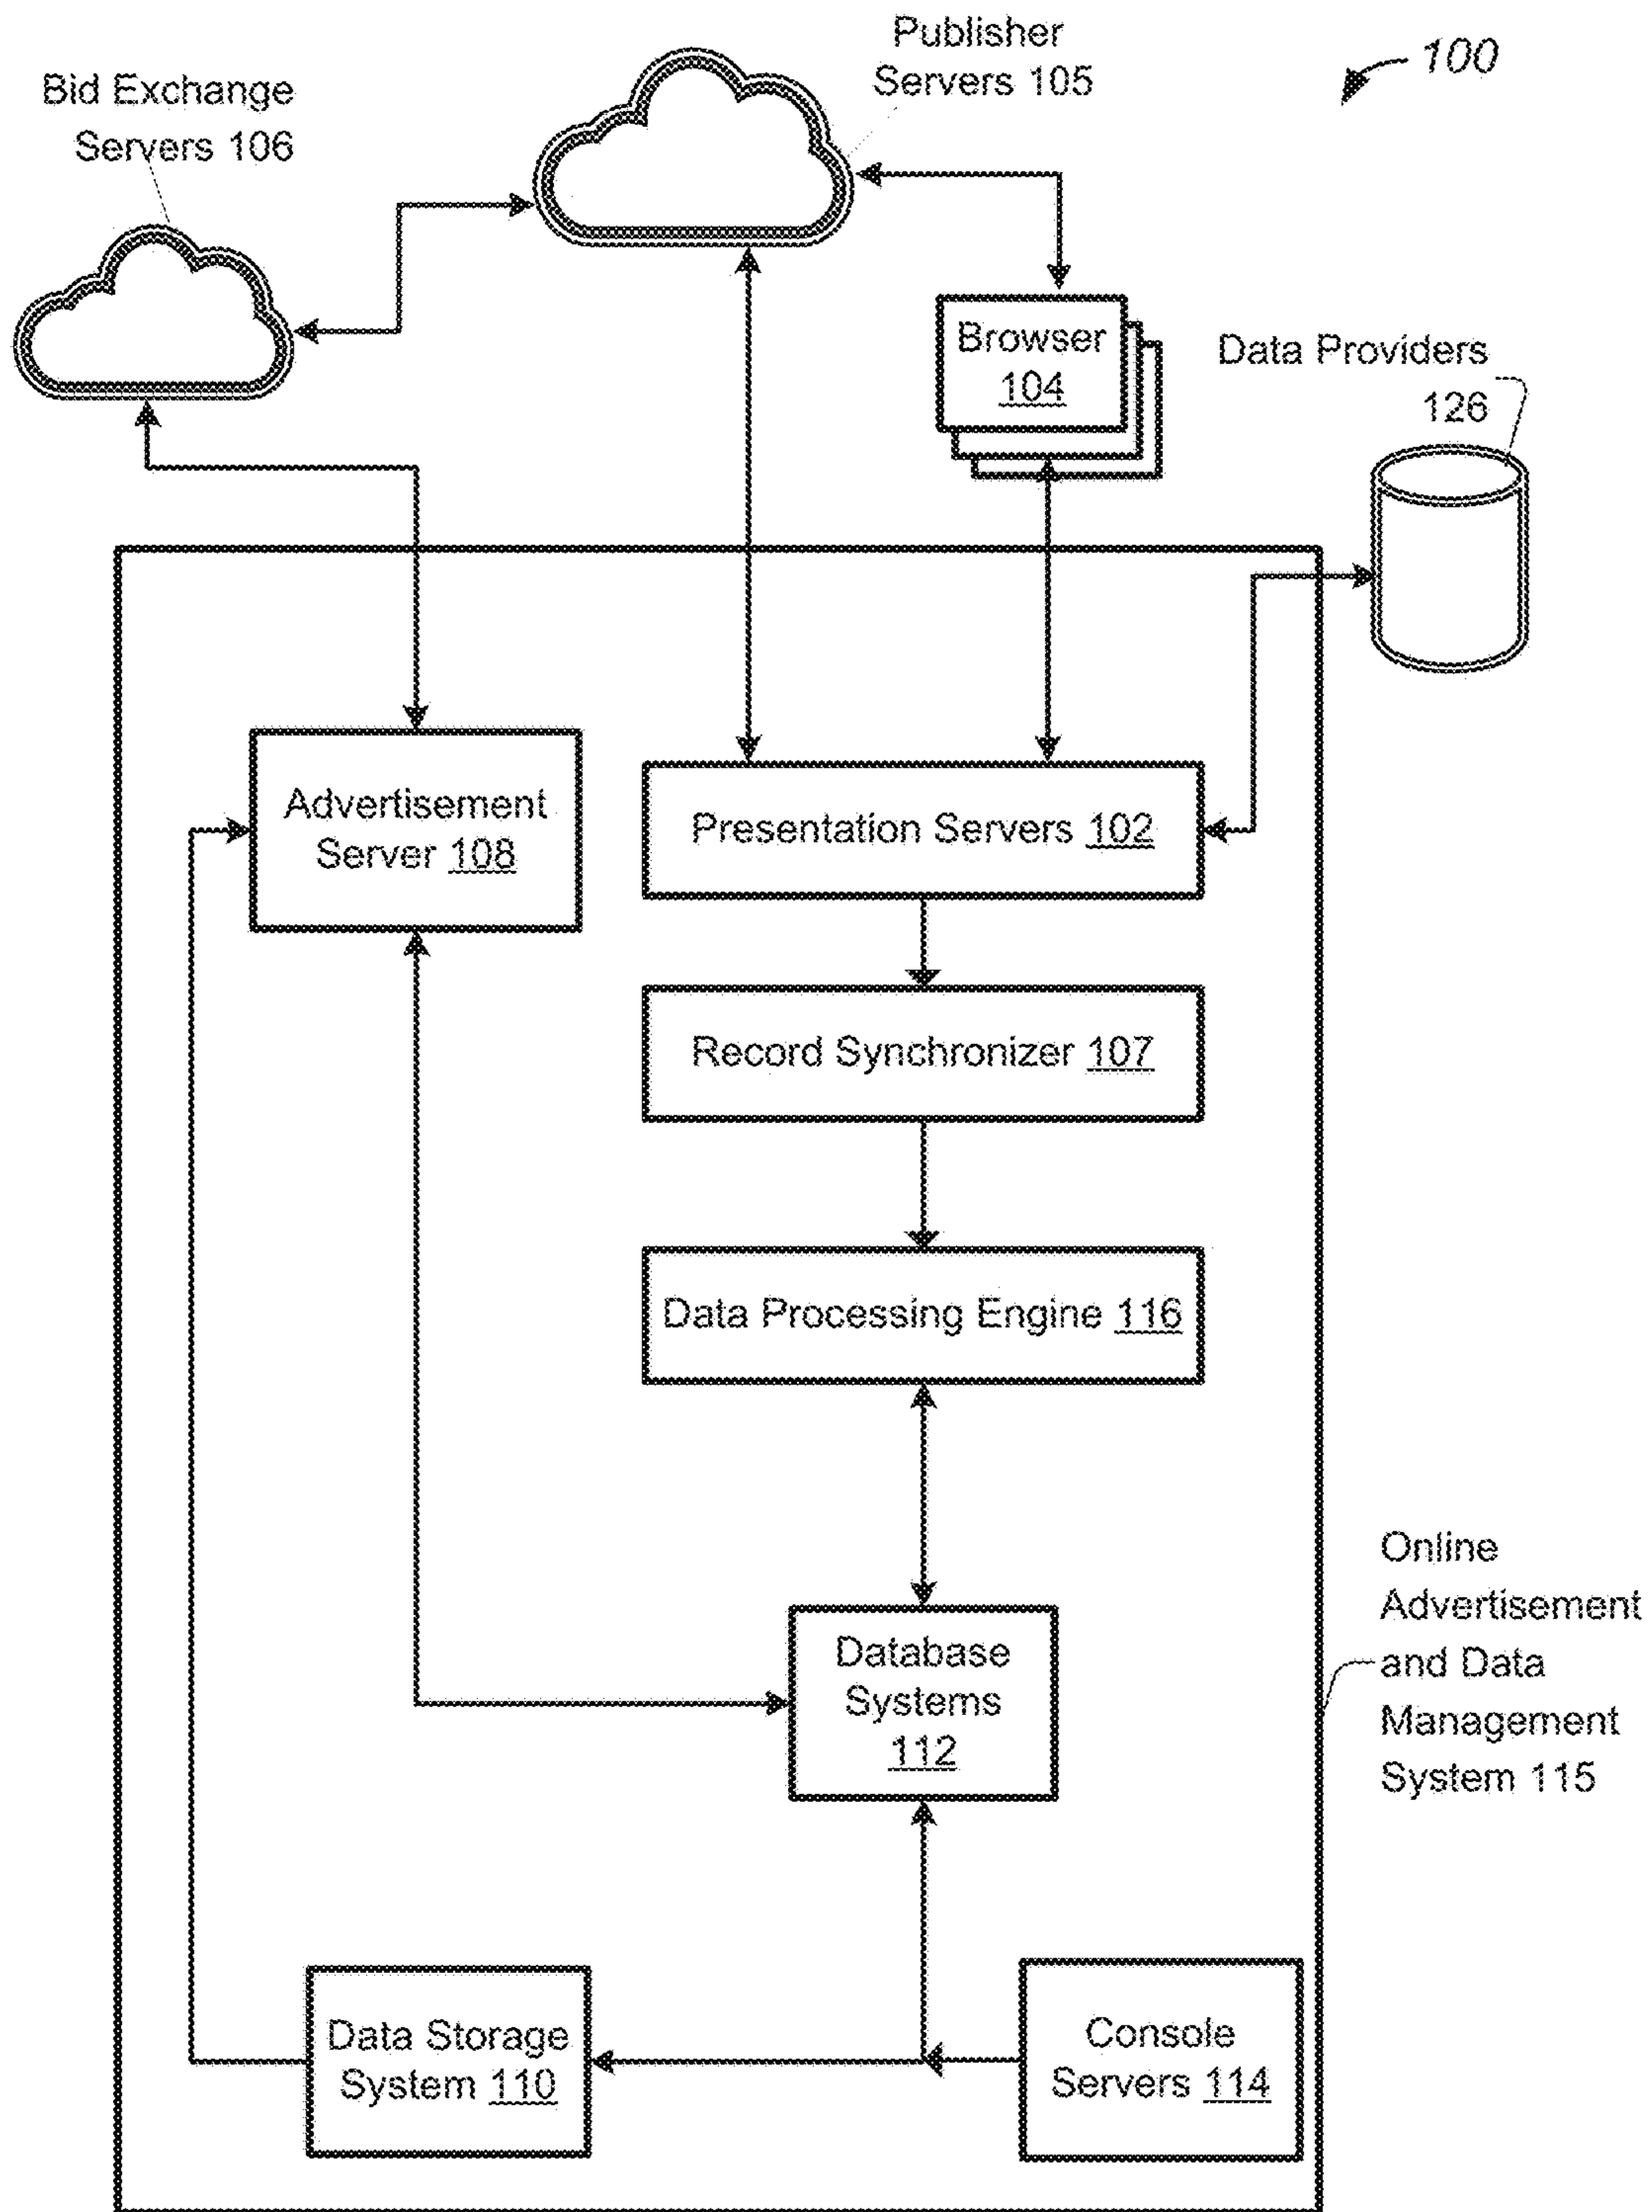 Publisher
Servers 105
100
Bid Exchange
Servers 106
Browser
104
Data Providers
126
Advertisement
Server 108
Presentation Servers 102
Record Synchronizer 107
Data Processing Engine 116
Online
Advertisement
and Data
Management
System 115
Database
Systems
112
Data Storage
System 110
Console
Servers 114